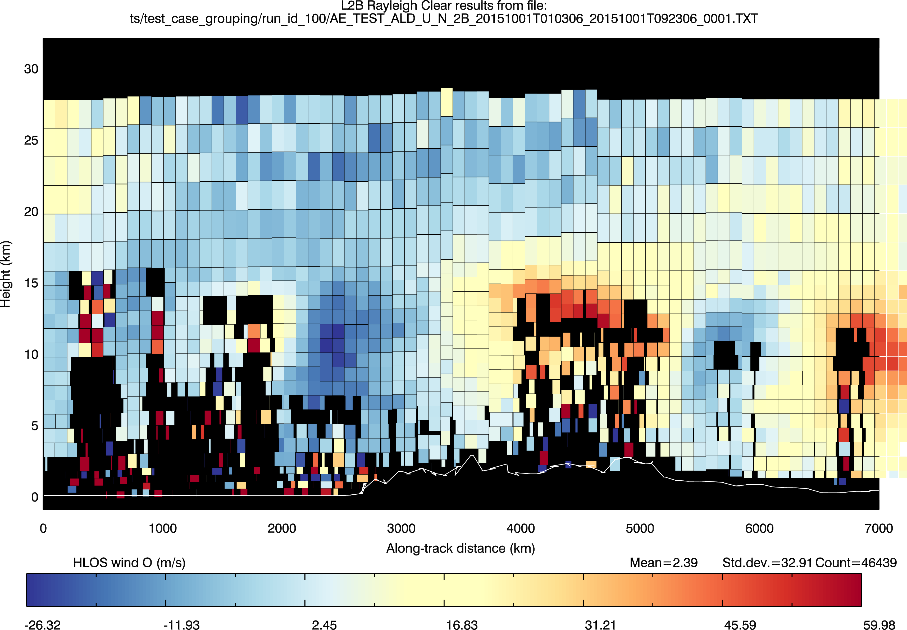 L2B Rayleigh Clear results from file:
ts/test_case_grouping/run_id_100/AE_TEST_ALD_U_N_2B_20151001T010306_20151001T092306_0001.TXT
30
25
20
15
10
5
0
Height (km)
0 1000 2000 3000 4000 5000 6000 7000
Along-track distance (km)
HLOS wind O (m/s) Mean=2.39 Std.dev.=32.91 Count=46439
-26.32 -11.93 2.45 16.83 31.21 45.59 59.98